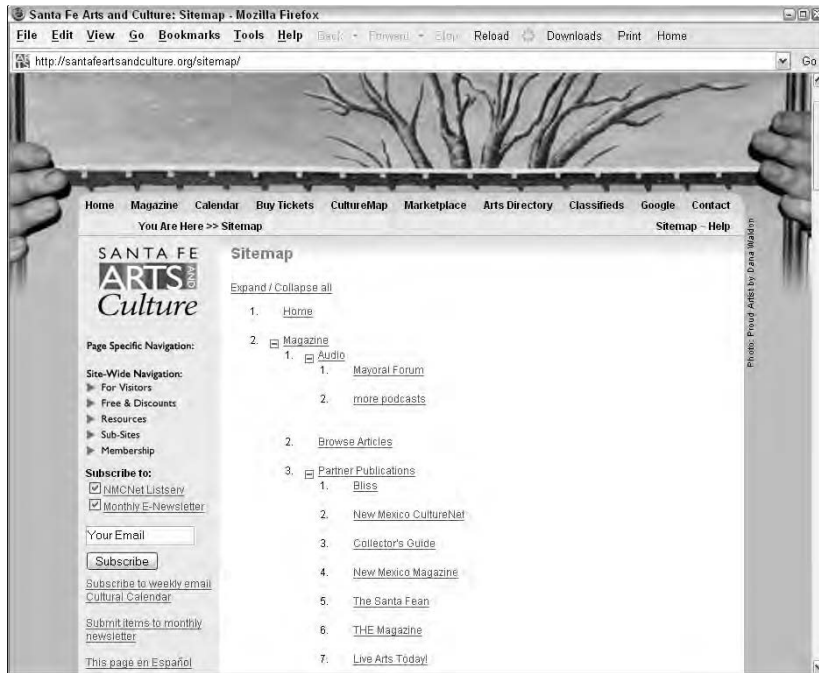 Santa Fe Arts and Culture: Sitemap - Mozilla Firefox
File Edit View Go Bookmarks Tools Help Back Forward Stop Reload Downloads Print Home
http://santafeartsandculture.org/sitemap/ Go
Home Magazine Calendar Buy Tickets CultureMap Marketplace Arts Directory Classifieds Google Contact
You Are Here >> Sitemap Sitemap ~ Help
SANTA FE
ARTS AND
Culture
Page Specific Navigation:
Site-Wide Navigation:
For Visitors
Free & Discounts
Resources
Sub-Sites
Membership
Subscribe to:
NMCNet Listserv
Monthly E-Newsletter
Your Email
Subscribe
Subscribe to weekly email
Cultural Calendar
Submit items to monthly
newsletter
This page en Español
Sitemap
Expand / Collapse all
1. Home
2. Magazine
1. Audio
1. Mayoral Forum
2. more podcasts
2. Browse Articles
3. Partner Publications
1. Bliss
2. New Mexico CultureNet
3. Collector's Guide
4. New Mexico Magazine
5. The Santa Fean
6. THE Magazine
7. Live Arts Today!
Photo: Proud Artist by Dana Waldon